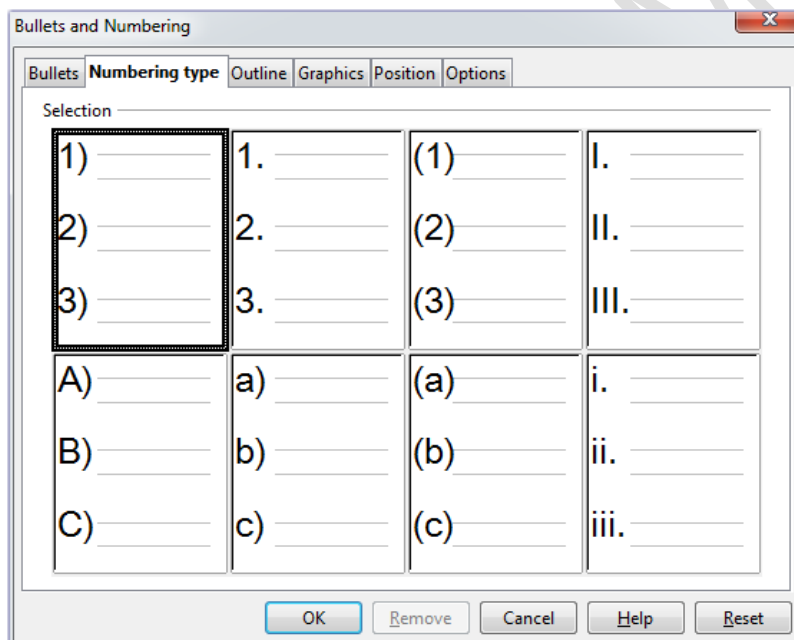 Bullets and Numbering
Bullets Numbering type Outline Graphics Position Options
Selection
1) 1. (1) I.
2) 2. (2) II.
3) 3. (3) III.
A) a) (a) i.
B) b) (b) ii.
C) c) (c) iii.
OK Remove Cancel Help Reset